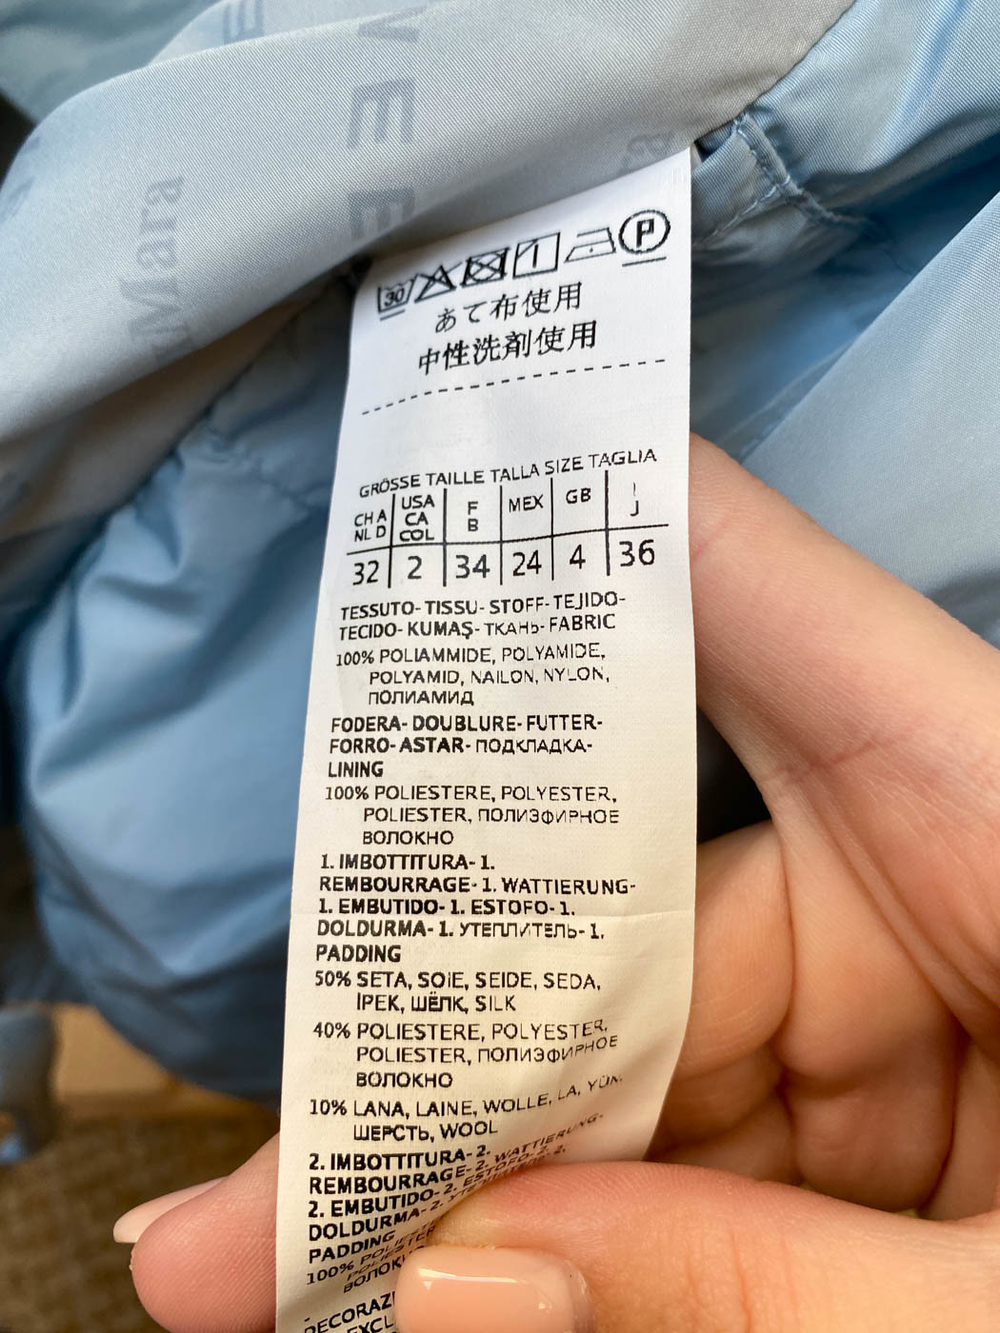 Mara
30
P
あて布使用
中性洗剤使用
GRÖSSE TAILLE TALLA SIZE TAGLIA
CH A NL D USA CA COL F B MEX GB I J
32 2 34 24 4 36
TESSUTO-TISSU-STOFF-TEJIDO-
TECIDO-KUMAŞ-ТКАНЬ-FABRIC
100% POLIAMMIDE, POLYAMIDE,
POLYAMID, NAILON, NYLON,
ПОЛИАМИД
FODERA-DOUBLURE-FUTTER-
FORRO-ASTAR-ПОДКЛАДКА-
LINING
100% POLIESTERE, POLYESTER,
POLIESTER, ПОЛИЭФИРНОЕ
ВОЛОКНО
1. IMBOTTITURA-1.
REMBOURRAGE-1. WATTIERUNG-
1. EMBUTIDO-1. ESTOFO-1.
DOLDURMA-1. УТЕПЛИТЕЛЬ-1.
PADDING
50% SETA, SOIE, SEIDE, SEDA,
İPEK, ШЁЛК, SILK
40% POLIESTERE, POLYESTER,
POLIESTER, ПОЛИЭФИРНОЕ
ВОЛОКНО
10% LANA, LAINE, WOLLE, LÃ, YÜN,
ШЕРСТЬ, WOOL
2. IMBOTTITURA-2.
REMBOURRAGE-2. WATTIERUNG-
2. EMBUTIDO-2. ESTOFO-2.
DOLDURMA-2.
PADDING
100%